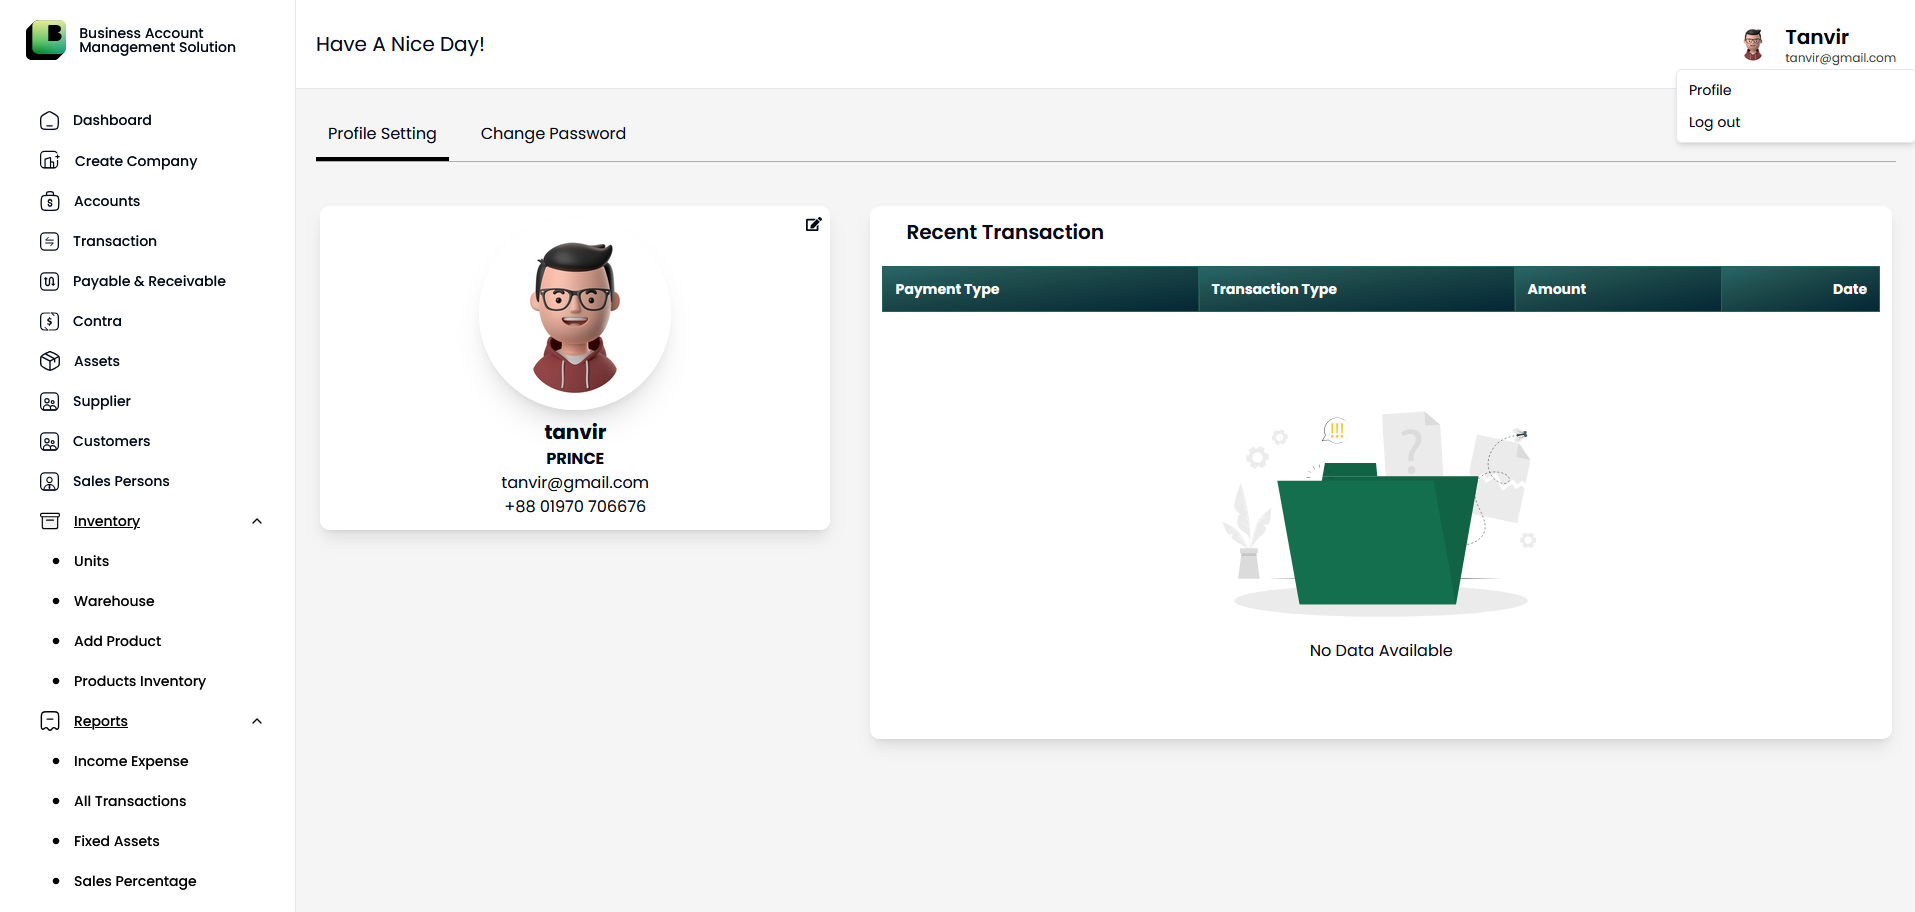 Business Account
Management Solution
Dashboard
Create Company
Accounts
Transaction
Payable & Receivable
Contra
Assets
Supplier
Customers
Sales Persons
Inventory
Units
Warehouse
Add Product
Products Inventory
Reports
Income Expense
All Transactions
Fixed Assets
Sales Percentage
Have A Nice Day!
Tanvir
tanvir@gmail.com
Profile
Log out
Profile Setting Change Password
tanvir
PRINCE
tanvir@gmail.com
+88 01970 706676
Recent Transaction
Payment Type Transaction Type Amount Date
!!!
?
No Data Available